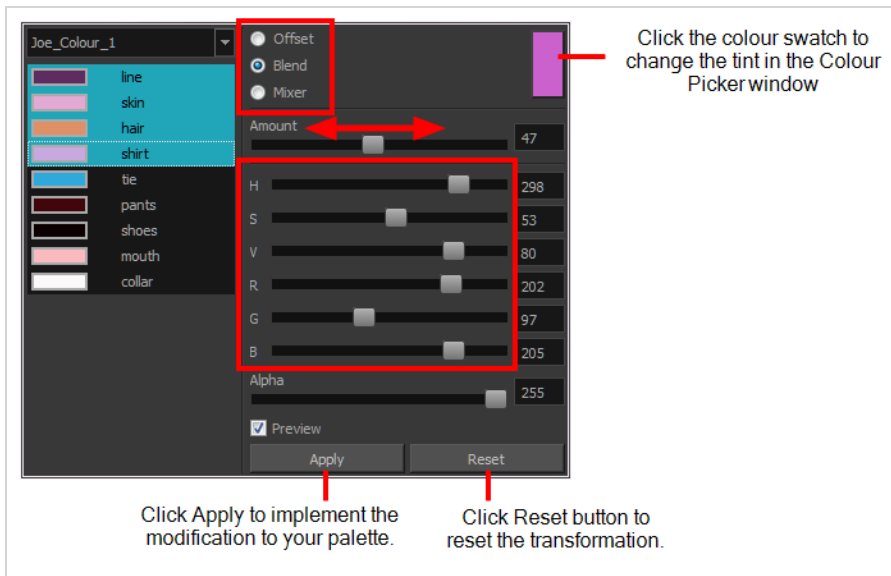 Joe_Colour_1
line
skin
hair
shirt
tie
pants
shoes
mouth
collar
Offset
Blend
Mixer
Click the colour swatch to
change the tint in the Colour
Picker window
Amount
47
H
298
S
53
V
80
R
202
G
97
B
205
Alpha
255
Preview
Apply
Reset
Click Apply to implement the
modification to your palette.
Click Reset button to
reset the transformation.